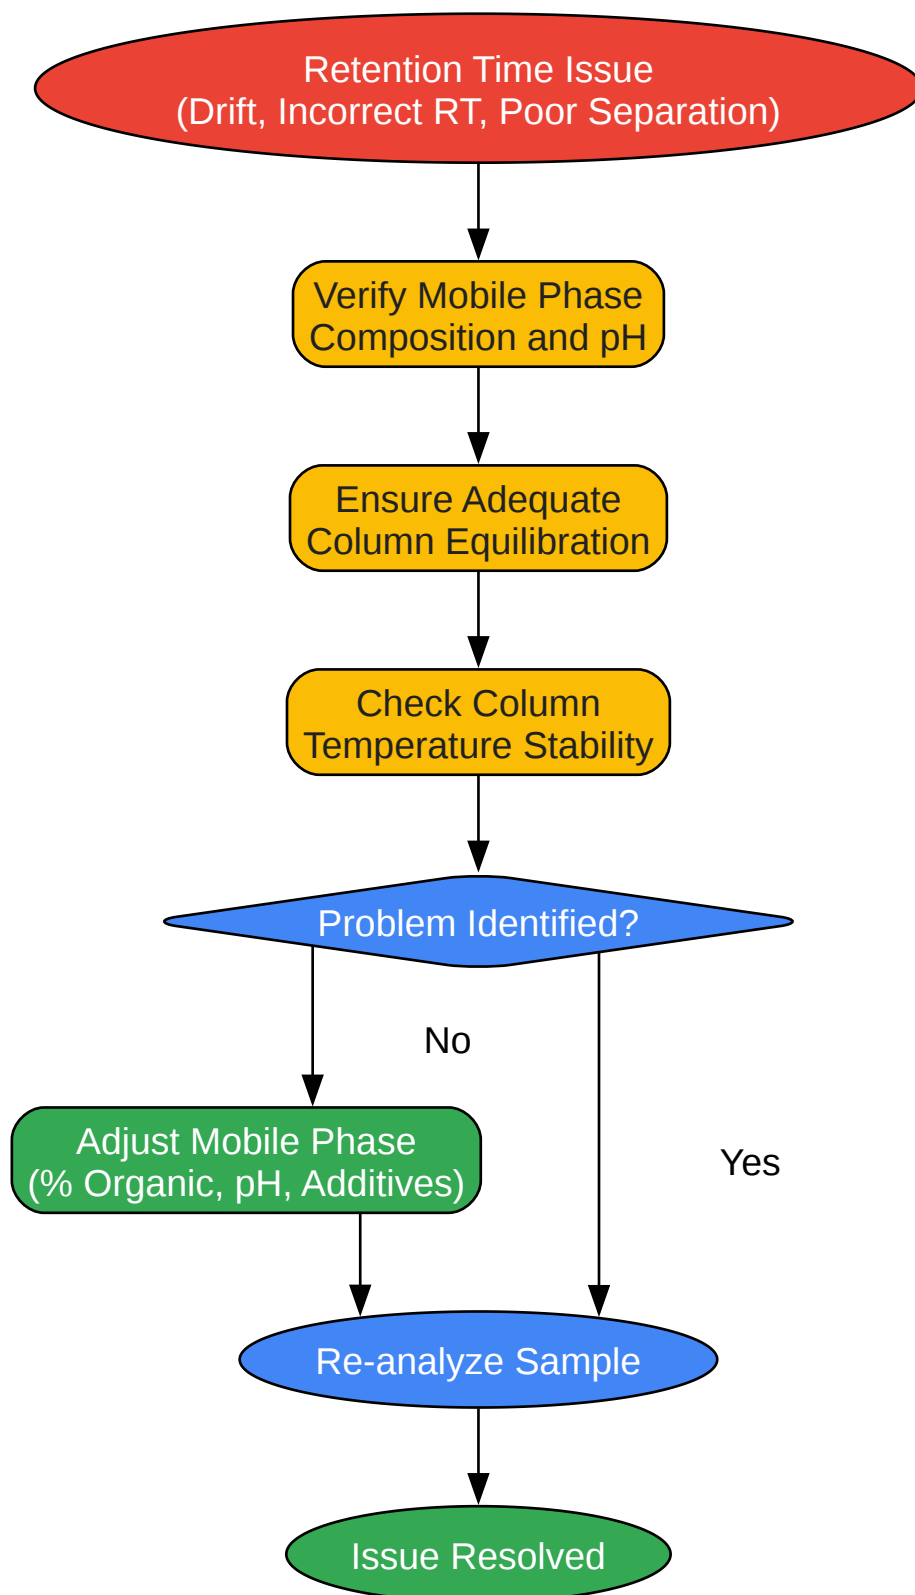 Retention Time Issue
(Drift, Incorrect RT, Poor Separation)
Verify Mobile Phase
Composition and pH
Ensure Adequate
Column Equilibration
Check Column
Temperature Stability
Problem Identified?
No
Adjust Mobile Phase
(% Organic, pH, Additives)
Yes
Re-analyze Sample
Issue Resolved